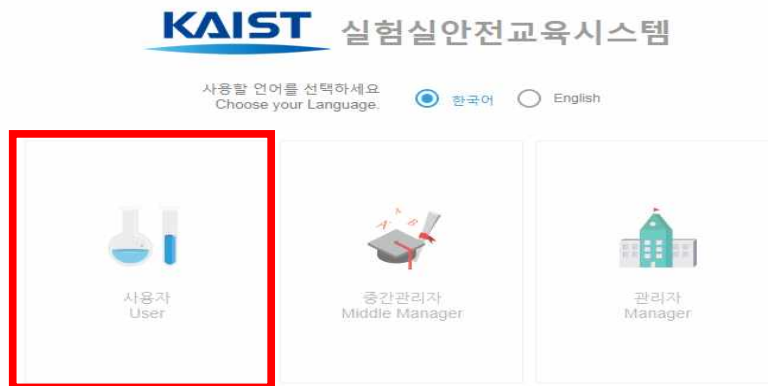 KAIST 실험실안전교육시스템
사용할 언어를 선택하세요
Choose your Language.
한국어 English
사용자
User
중간관리자
Middle Manager
관리자
Manager